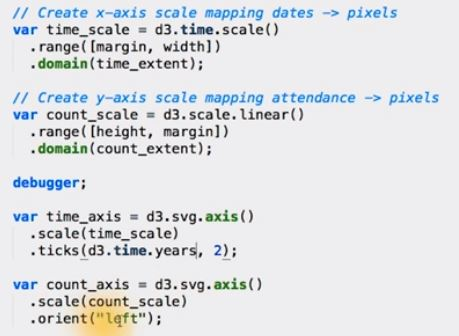 // Create x-axis scale mapping dates -> pixels
var time_scale = d3.time.scale()
  .range([margin, width])
  .domain(time_extent);
// Create y-axis scale mapping attendance -> pixels
var count_scale = d3.scale.linear()
  .range([height, margin])
  .domain(count_extent);
debugger;
var time_axis = d3.svg.axis()
  .scale(time_scale)
  .ticks(d3.time.years, 2);
var count_axis = d3.svg.axis()
  .scale(count_scale)
  .orient("left");